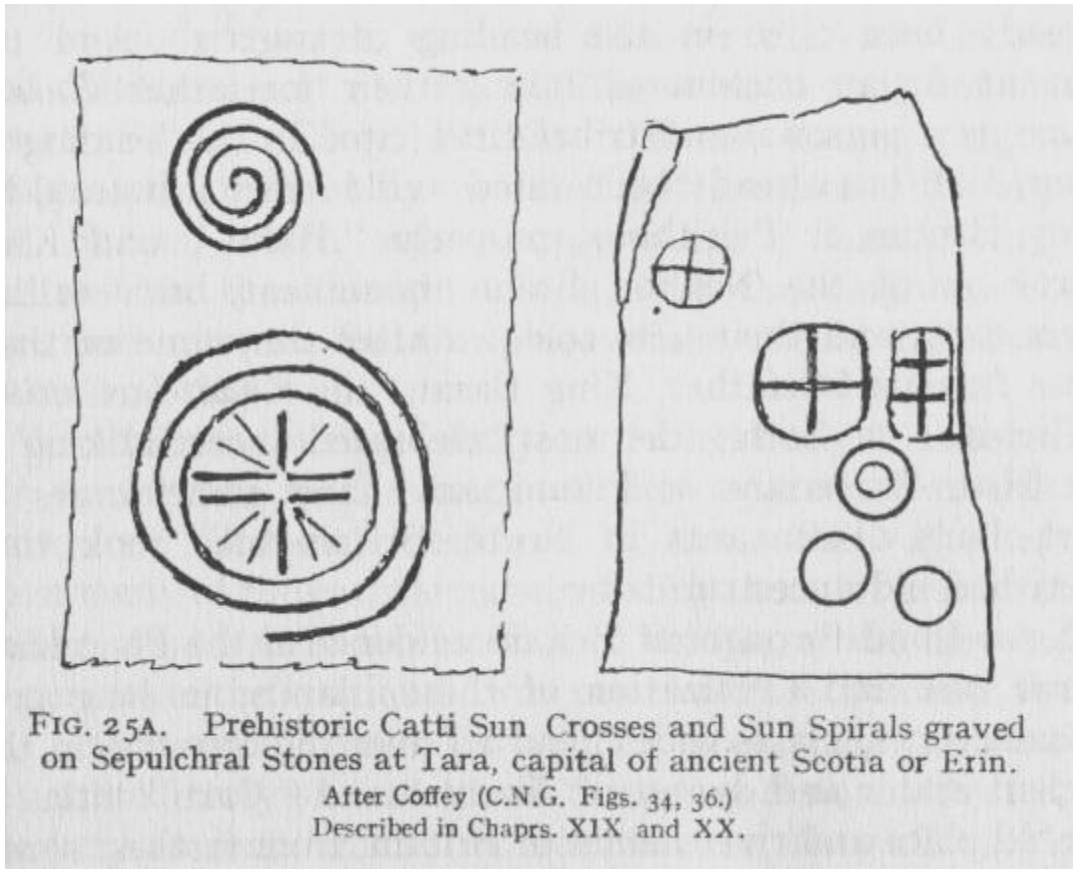 FIG. 25A. Prehistoric Catti Sun Crosses and Sun Spirals graved
on Sepulchral Stones at Tara, capital of ancient Scotia or Erin.
After Coffey (C.N.G. Figs. 34, 36.)
Described in Chaprs. XIX and XX.